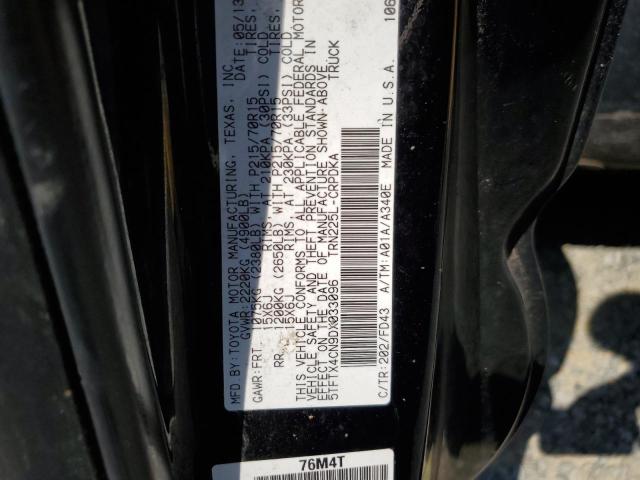 MFD BY:TOYOTA MOTOR MANUFACTURING, TEXAS, INC.
GVWR:2220KG (4900LB) DATE:05/13
GAWR:FRT 1075KG (2380LB) WITH P215/70R15 TIRES,
15X6J RIMS, AT 210KPA (30PSI) COLD
RR 1200KG (2650LB) WITH P215/70R15 TIRES,
15X6J RIMS, AT 230KPA (33PSI) COLD
THIS VEHICLE CONFORMS TO ALL APPLICABLE FEDERAL MOTOR
VEHICLE SAFETY AND THEFT PREVENTION STANDARDS IN
EFFECT ON THE DATE OF MANUFACTURE SHOWN ABOVE.
5TFTX4CN9DX033096 TRN225L-CRPDKA TRUCK
C/TR:202/FD43 A/TM:A01A/A340E MADE IN U.S.A. 106
76M4T